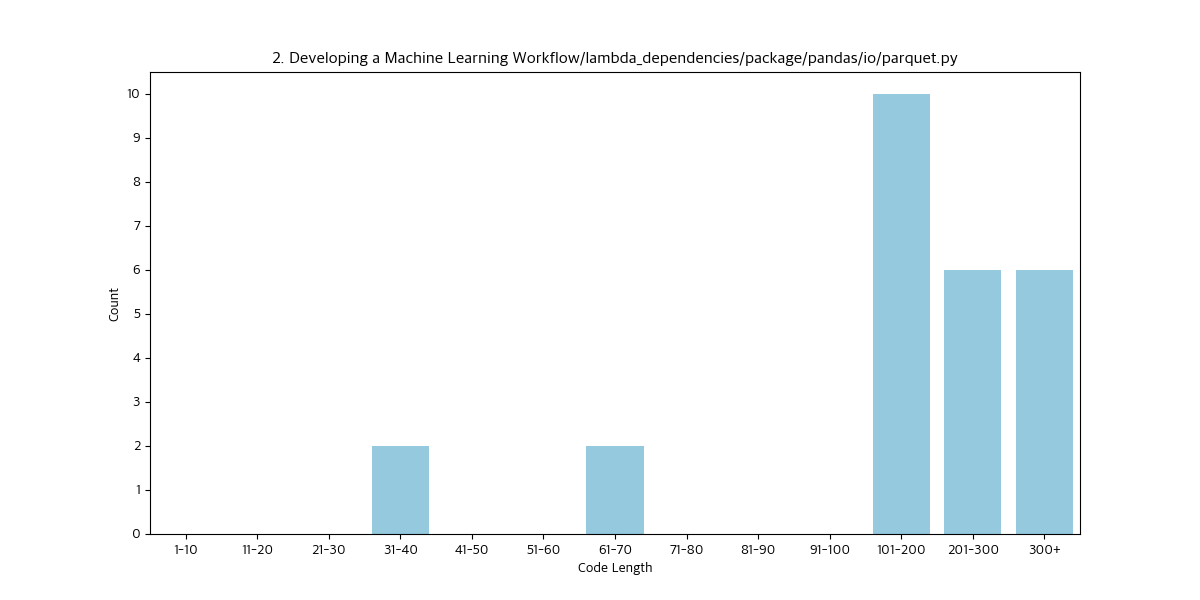 2. Developing a Machine Learning Workflow/lambda_dependencies/package/pandas/io/parquet.py
10
9
8
7
6
5
4
3
2
1
0
Count
1-10 11-20 21-30 31-40 41-50 51-60 61-70 71-80 81-90 91-100 101-200 201-300 300+
Code Length